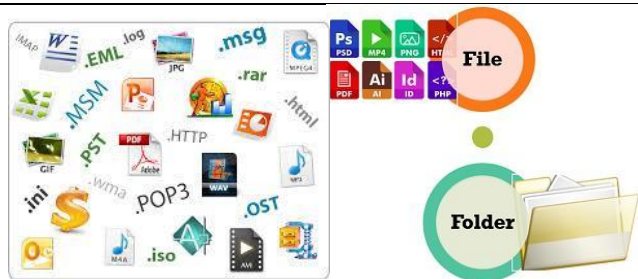 IMAP
W
.EML
.log
JPG
.msg
MPEG4
.MSM
P
.rar
.html
GIF
.PST
PDF
Adobe
.HTTP
WAV
MP3
.ini
.wma
.POP3
.OST
M4A
.iso
AVI
Ps
PSD
MP4
PNG
</>
HTML
PDF
Ai
AI
Id
ID
<?
PHP
File
Folder